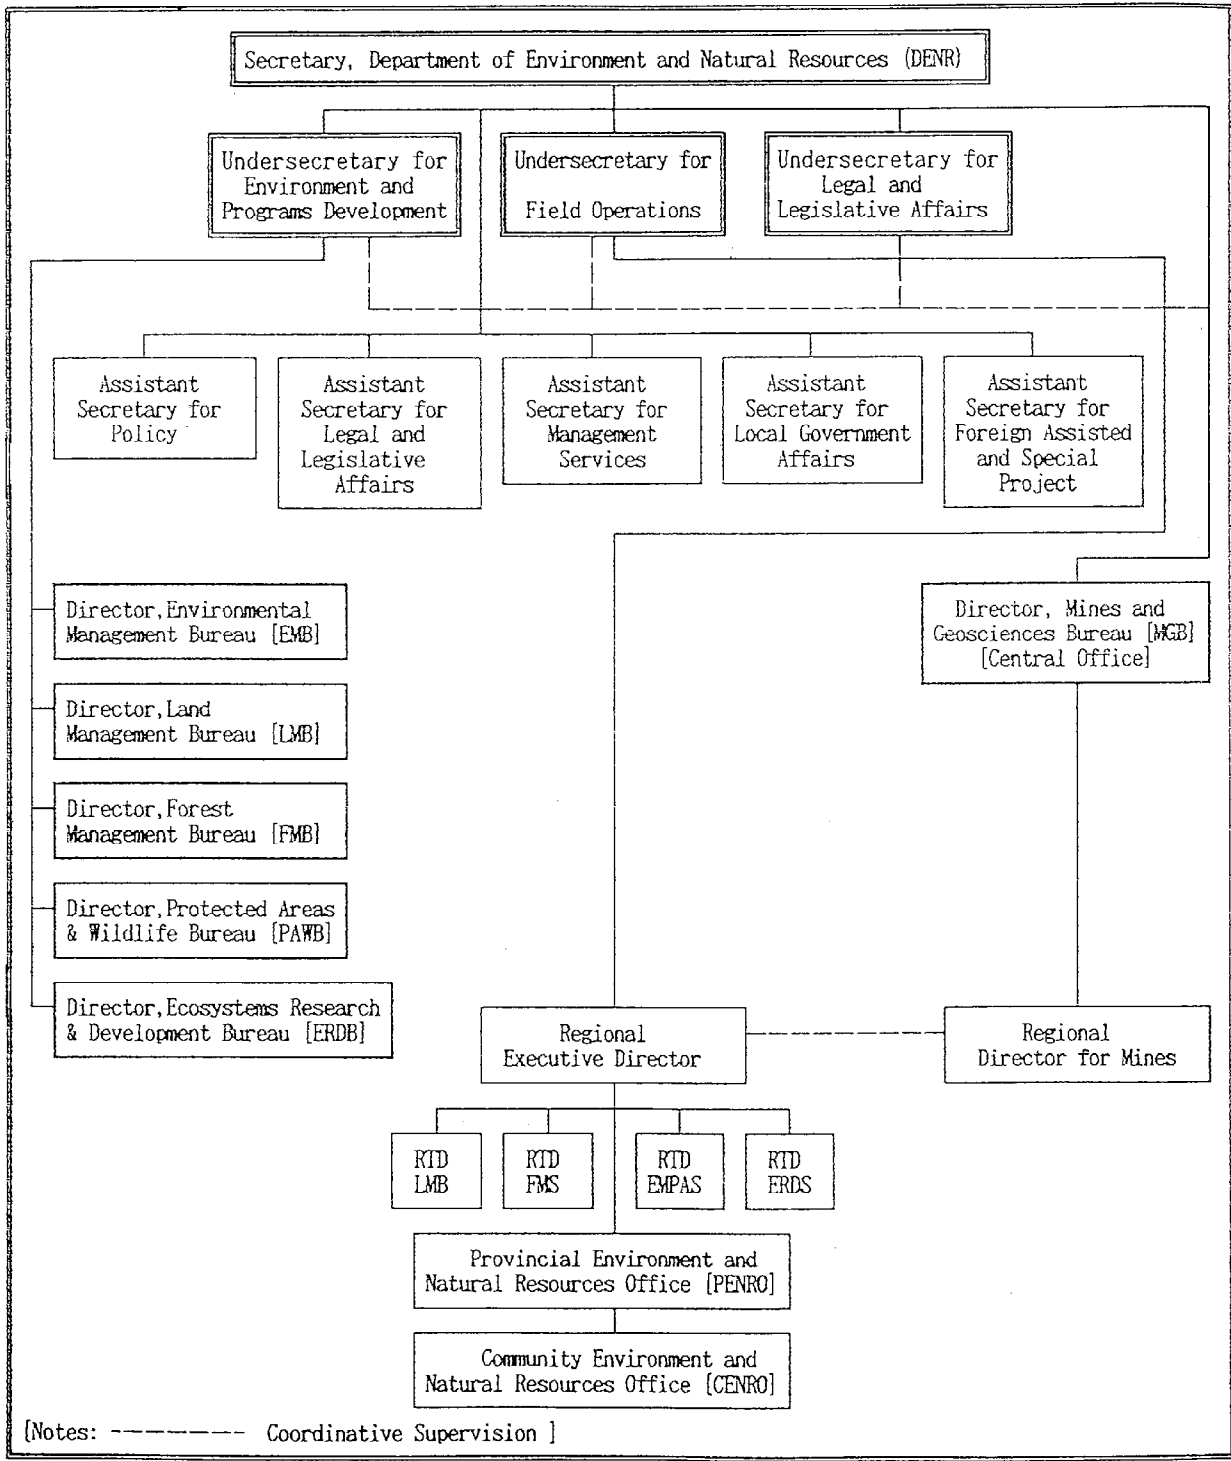 Secretary, Department of Environment and Natural Resources (DENR)
Undersecretary for
Environment and
Programs Development
Undersecretary for
Field Operations
Undersecretary for
Legal and
Legislative Affairs
Assistant
Secretary for
Policy
Assistant
Secretary for
Legal and
Legislative
Affairs
Assistant
Secretary for
Management
Services
Assistant
Secretary for
Local Government
Affairs
Assistant
Secretary for
Foreign Assisted
and Special
Project
Director,Environmental
Management Bureau [EMB]
Director, Mines and
Geosciences Bureau [MGB]
[Central Office]
Director,Land
Management Bureau [LMB]
Director,Forest
Management Bureau [FMB]
Director,Protected Areas
& Wildlife Bureau [PAWB]
Director,Ecosystems Research
& Development Bureau [ERDB]
Regional
Executive Director
Regional
Director for Mines
RTD
LMB
RTD
FMS
RTD
EMPAS
RTD
ERDS
Provincial Environment and
Natural Resources Office [PENRO]
Community Environment and
Natural Resources Office [CENRO]
[Notes: --------- Coordinative Supervision ]